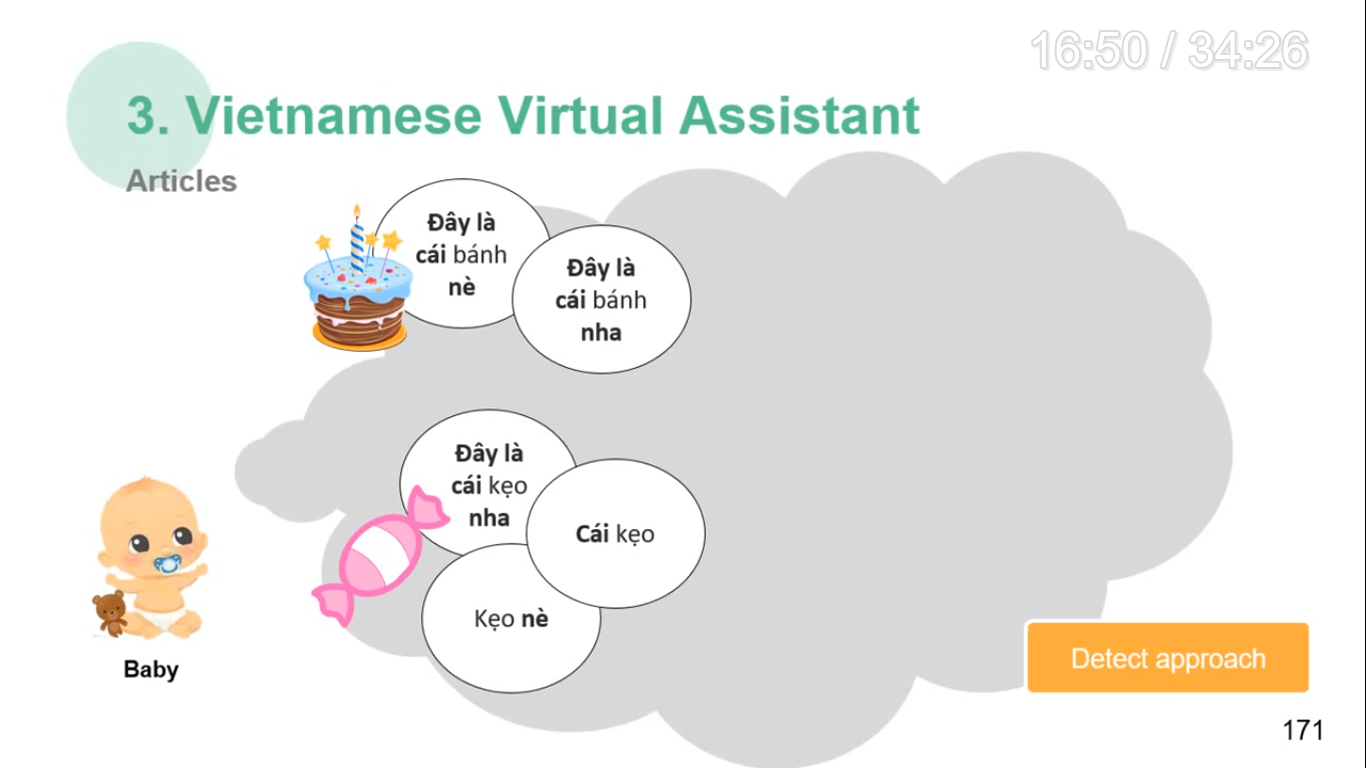 16:50 / 34:26
3. Vietnamese Virtual Assistant
Articles
Đây là
cái bánh
nè
Đây là
cái bánh
nha
Đây là
cái kẹo
nha
Cái kẹo
Kẹo nè
Baby
Detect approach
171